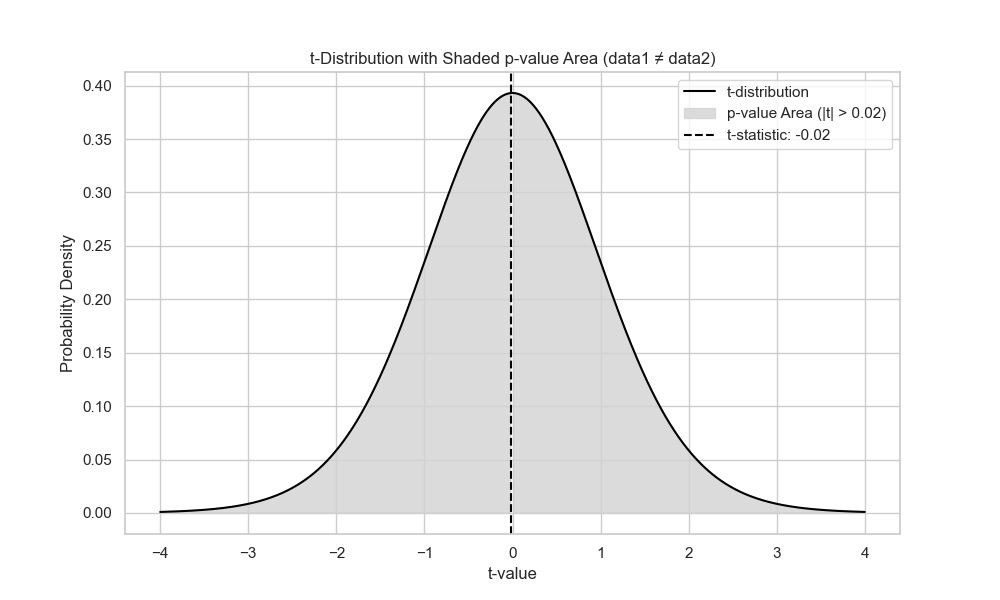 t-Distribution with Shaded p-value Area (data1 ≠ data2)
t-distribution
p-value Area (|t| > 0.02)
t-statistic: -0.02
Probability Density
0.40
0.35
0.30
0.25
0.20
0.15
0.10
0.05
0.00
−4 −3 −2 −1 0 1 2 3 4
t-value